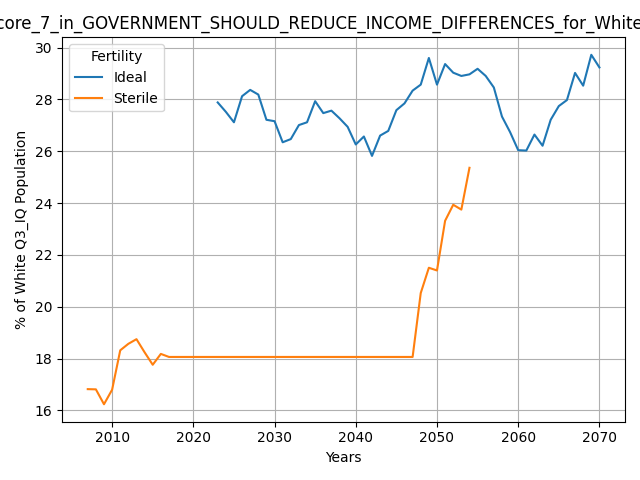 core_7_in_GOVERNMENT_SHOULD_REDUCE_INCOME_DIFFERENCES_for_White
Fertility
Ideal
Sterile
% of White Q3_IQ Population
30
28
26
24
22
20
18
16
2010 2020 2030 2040 2050 2060 2070
Years